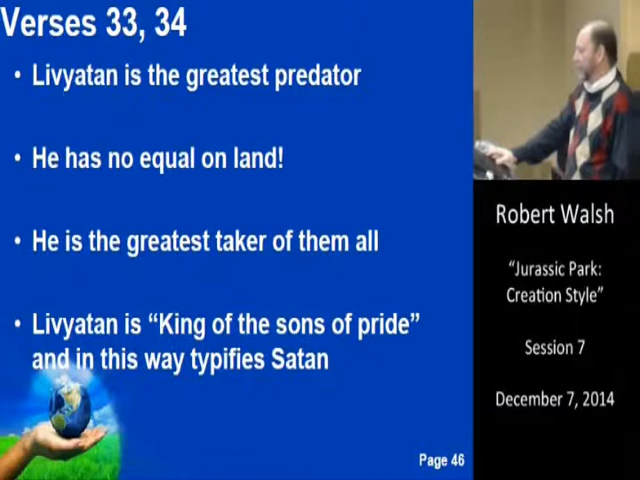 Verses 33, 34
• Livyatan is the greatest predator
• He has no equal on land!
• He is the greatest taker of them all
• Livyatan is “King of the sons of pride”
and in this way typifies Satan
Page 46
Robert Walsh
“Jurassic Park:
Creation Style”
Session 7
December 7, 2014